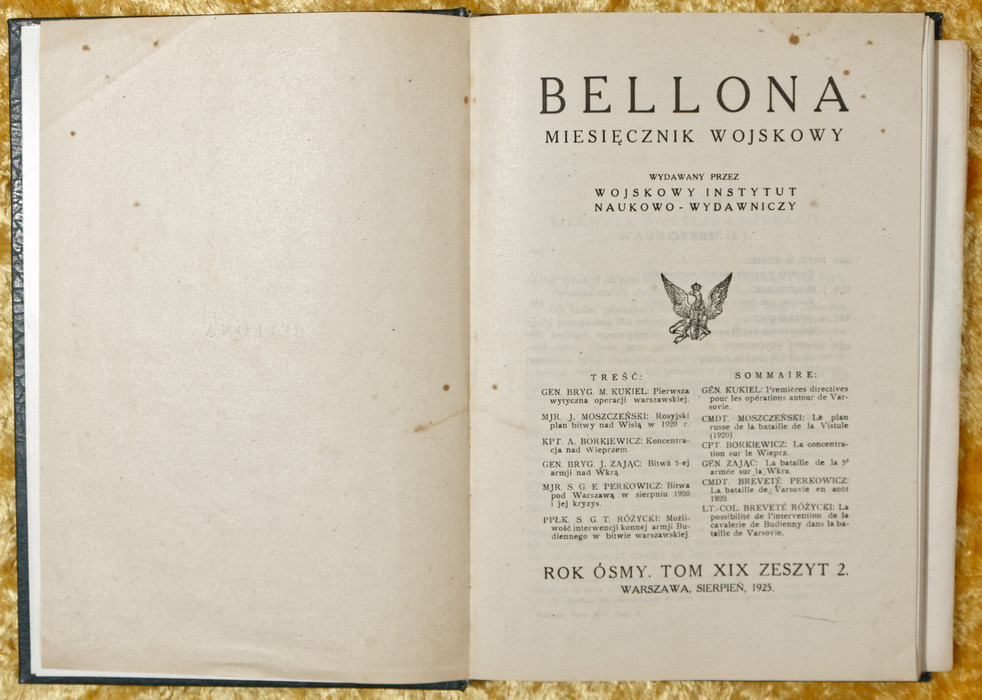 BELLONA
MIESIĘCZNIK WOJSKOWY
WYDAWANY PRZEZ
WOJSKOWY INSTYTUT
NAUKOWO-WYDAWNICZY
TREŚĆ:
GEN. BRYG. M. KUKIEL: Pierwsza
wytyczna operacji warszawskiej.
MJR. J. MOSZCZEŃSKI: Rosyjski
plan bitwy nad Wisłą w 1920 r.
KPT. A. BORKIEWICZ: Koncentra-
cja nad Wieprzem.
GEN. BRYG. J. ZAJĄC: Bitwa 5-ej
armji nad Wkrą.
MJR. S. G. E. PERKOWICZ: Bitwa
pod Warszawą w sierpniu 1920
i jej kryzys.
PPŁK. S. G. T. RÓŻYCKI: Możli-
wość interwencji konnej armji Bu-
diennego w bitwie warszawskiej.
SOMMAIRE:
GÉN. KUKIEL: Premières directives
pour les opérations autour de Var-
sovie.
CMDT. MOSZCZEŃSKI: Le plan
russe de la bataille de la Vistule
(1920).
CPT. BORKIEWICZ: La concentra-
tion sur le Wieprz.
GÉN. ZAJĄC: La bataille de la 5e
armée sur la Wkra.
CMDT. BREVETÉ PERKOWICZ:
La bataille de Varsovie en août
1920.
LT.-COL. BREVETÉ RÓŻYCKI: La
possibilité de l'intervention de la
cavalerie de Budienny dans la ba-
taille de Varsovie.
ROK ÓSMY. TOM XIX ZESZYT 2.
WARSZAWA, SIERPIEŃ, 1925.